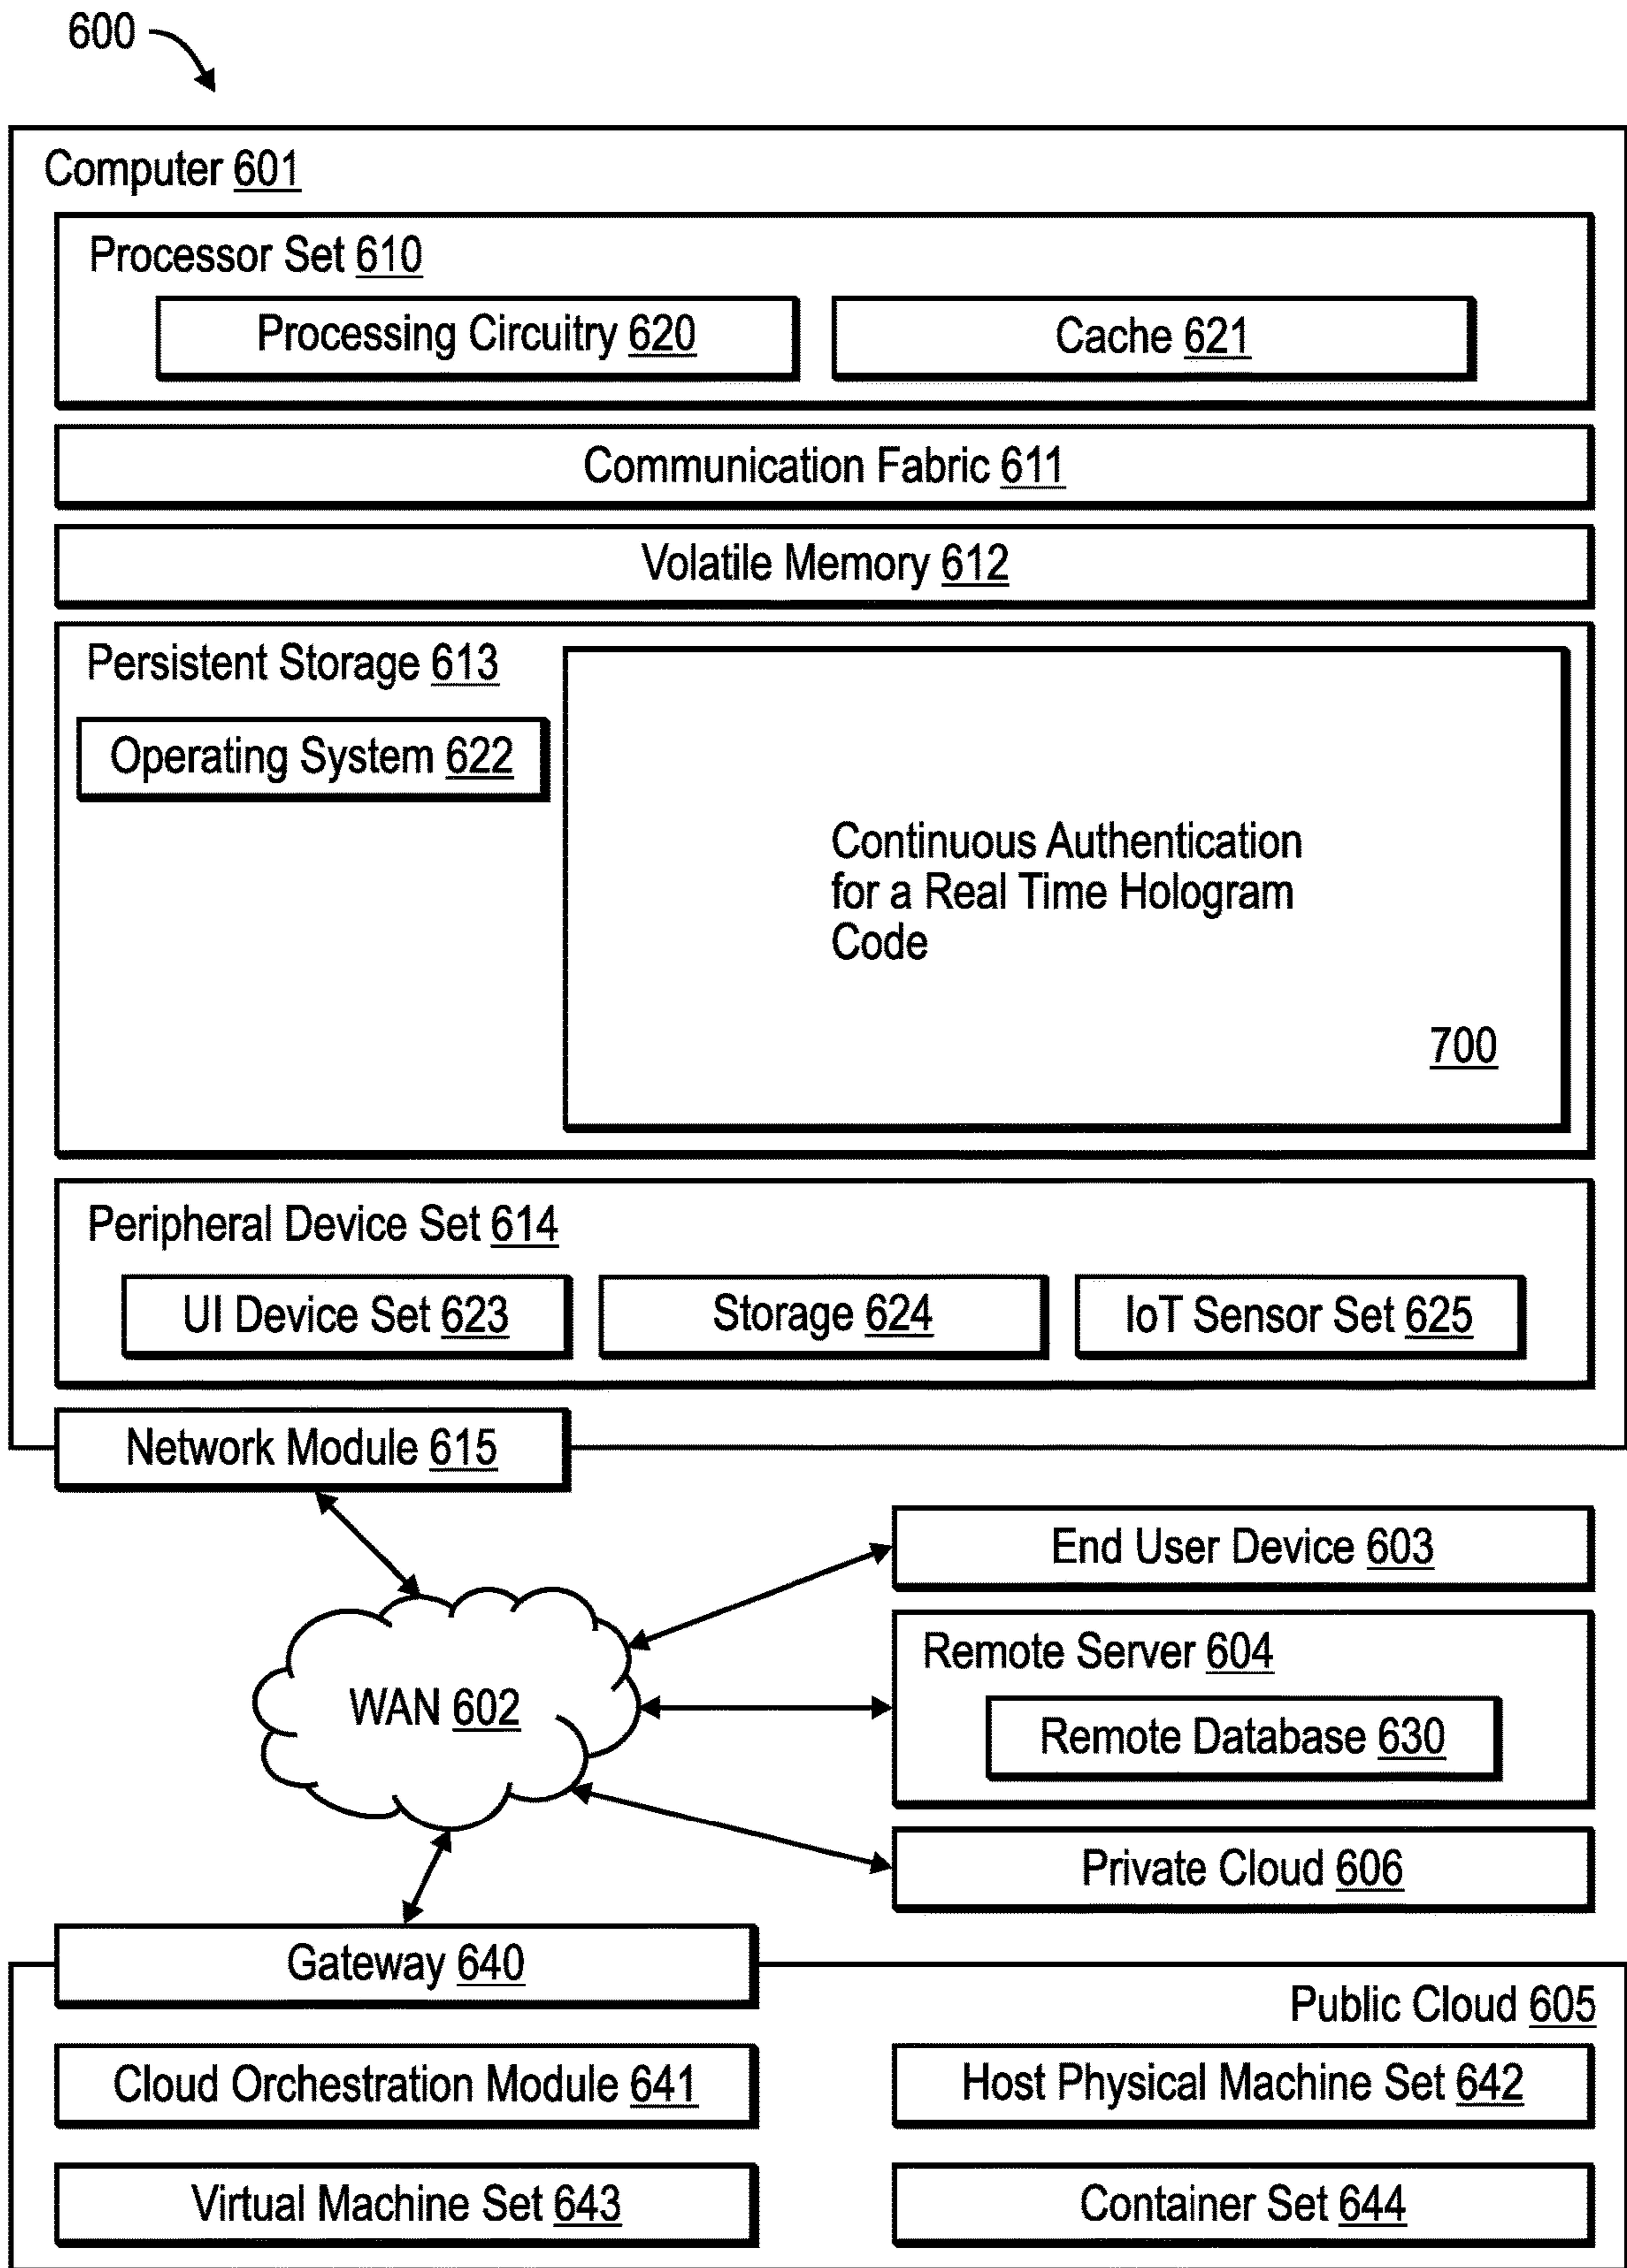 600
Computer 601
Processor Set 610
Processing Circuitry 620
Cache 621
Communication Fabric 611
Volatile Memory 612
Persistent Storage 613
Operating System 622
Continuous Authentication
for a Real Time Hologram
Code
700
Peripheral Device Set 614
UI Device Set 623
Storage 624
IoT Sensor Set 625
Network Module 615
End User Device 603
Remote Server 604
WAN 602
Remote Database 630
Private Cloud 606
Gateway 640
Public Cloud 605
Cloud Orchestration Module 641
Host Physical Machine Set 642
Virtual Machine Set 643
Container Set 644